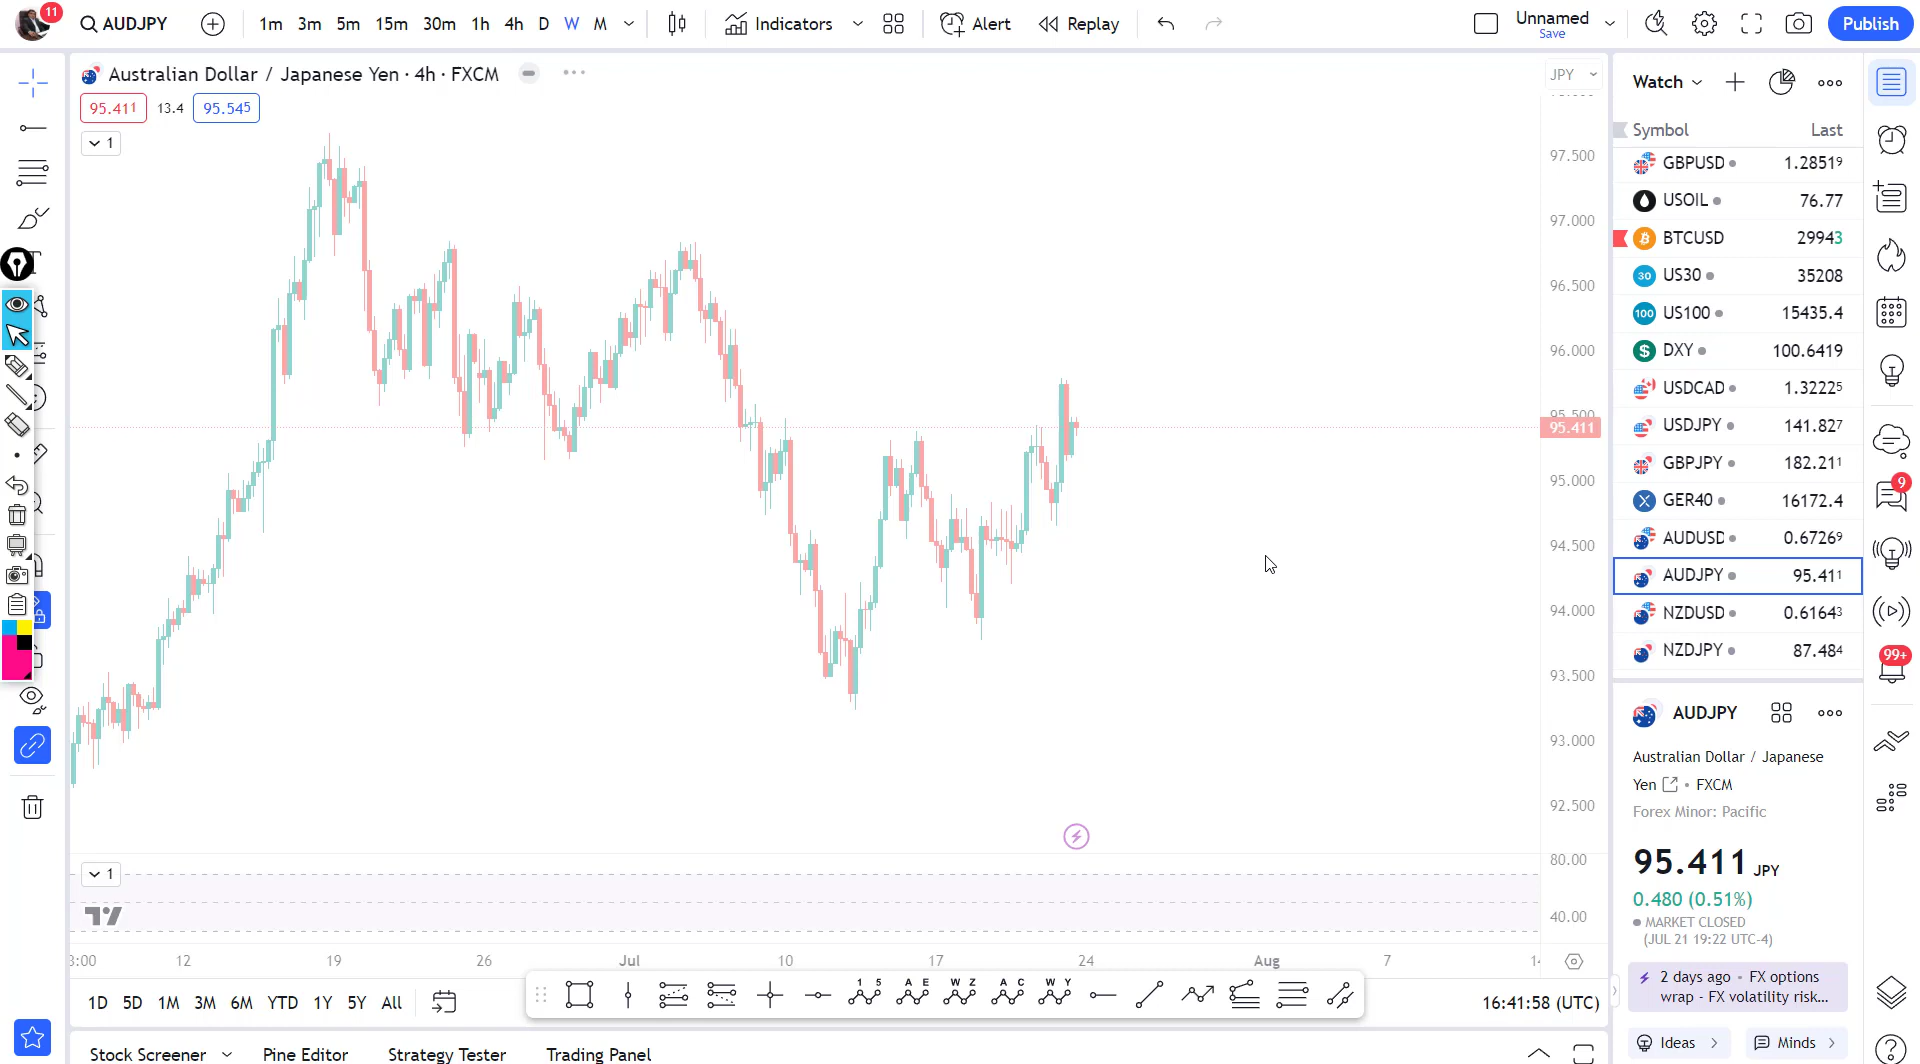 11
AUDJPY
1m 3m 5m 15m 30m 1h 4h D W M
Indicators
Alert
Replay
Unnamed
Save
Publish
Australian Dollar / Japanese Yen · 4h · FXCM
95.411 13.4 95.545
1
JPY
97.500
97.000
96.500
96.000
95.500
95.411
95.000
94.500
94.000
93.500
93.000
92.500
80.00
40.00
1
3:00 12 19 26 Jul 10 17 24 Aug 7
1D 5D 1M 3M 6M YTD 1Y 5Y All
1 5
A E
W Z
A C
W Y
16:41:58 (UTC)
Stock Screener
Pine Editor
Strategy Tester
Trading Panel
Watch
Symbol Last
GBPUSD 1.28519
USOIL 76.77
BTCUSD 29943
30 US30 35208
100 US100 15435.4
DXY 100.6419
USDCAD 1.32225
USDJPY 141.827
GBPJPY 182.211
GER40 16172.4
AUDUSD 0.67269
AUDJPY 95.411
NZDUSD 0.61643
NZDJPY 87.484
AUDJPY
Australian Dollar / Japanese
Yen • FXCM
Forex Minor: Pacific
95.411 JPY
0.480 (0.51%)
MARKET CLOSED
(JUL 21 19:22 UTC-4)
2 days ago • FX options
wrap - FX volatility risk...
Ideas
Minds
9
99+